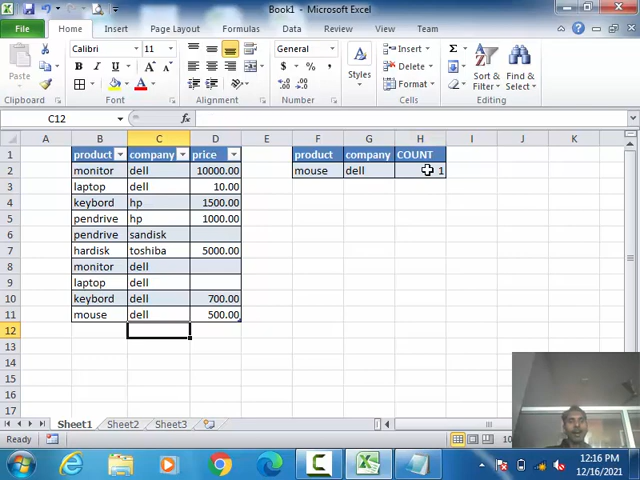 Book1 - Microsoft Excel
File Home Insert Page Layout Formulas Data Review View Team
Calibri 11 General Insert Σ
Paste B I U A A $ % , Styles Delete Sort & Filter Find & Select
Format
Clipboard Font Alignment Number Cells Editing
C12 fx
A B C D E F G H I J K
1 product company price product company COUNT
2 monitor dell 10000.00 mouse dell 1
3 laptop dell 10.00
4 keybord hp 1500.00
5 pendrive hp 1000.00
6 pendrive sandisk
7 hardisk toshiba 5000.00
8 monitor dell
9 laptop dell
10 keybord dell 700.00
11 mouse dell 500.00
12
13
14
15
16
17
Sheet1 Sheet2 Sheet3
Ready 10
12:16 PM
12/16/2021